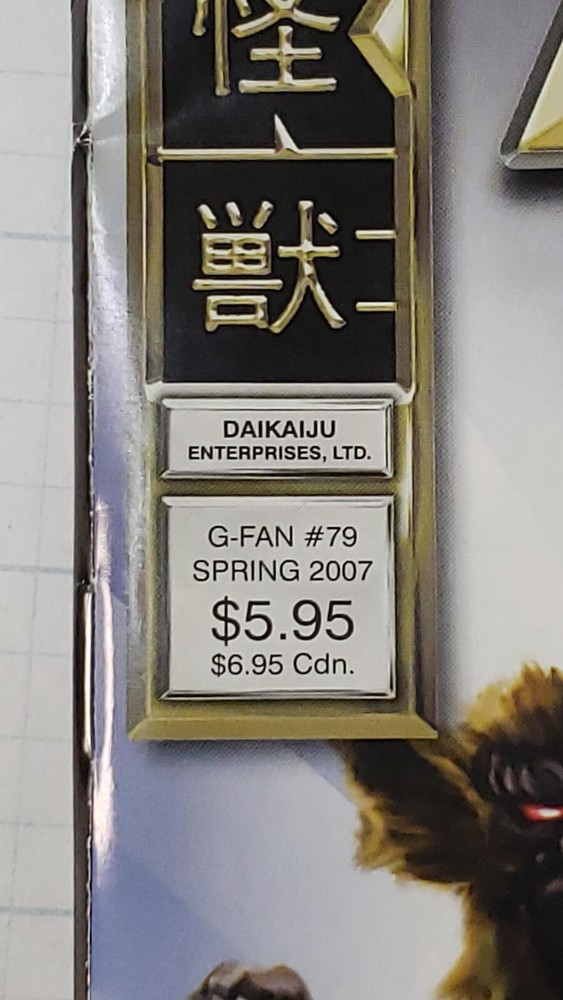 怪
獣
DAIKAIJU
ENTERPRISES, LTD.
G-FAN #79
SPRING 2007
$5.95
$6.95 Cdn.